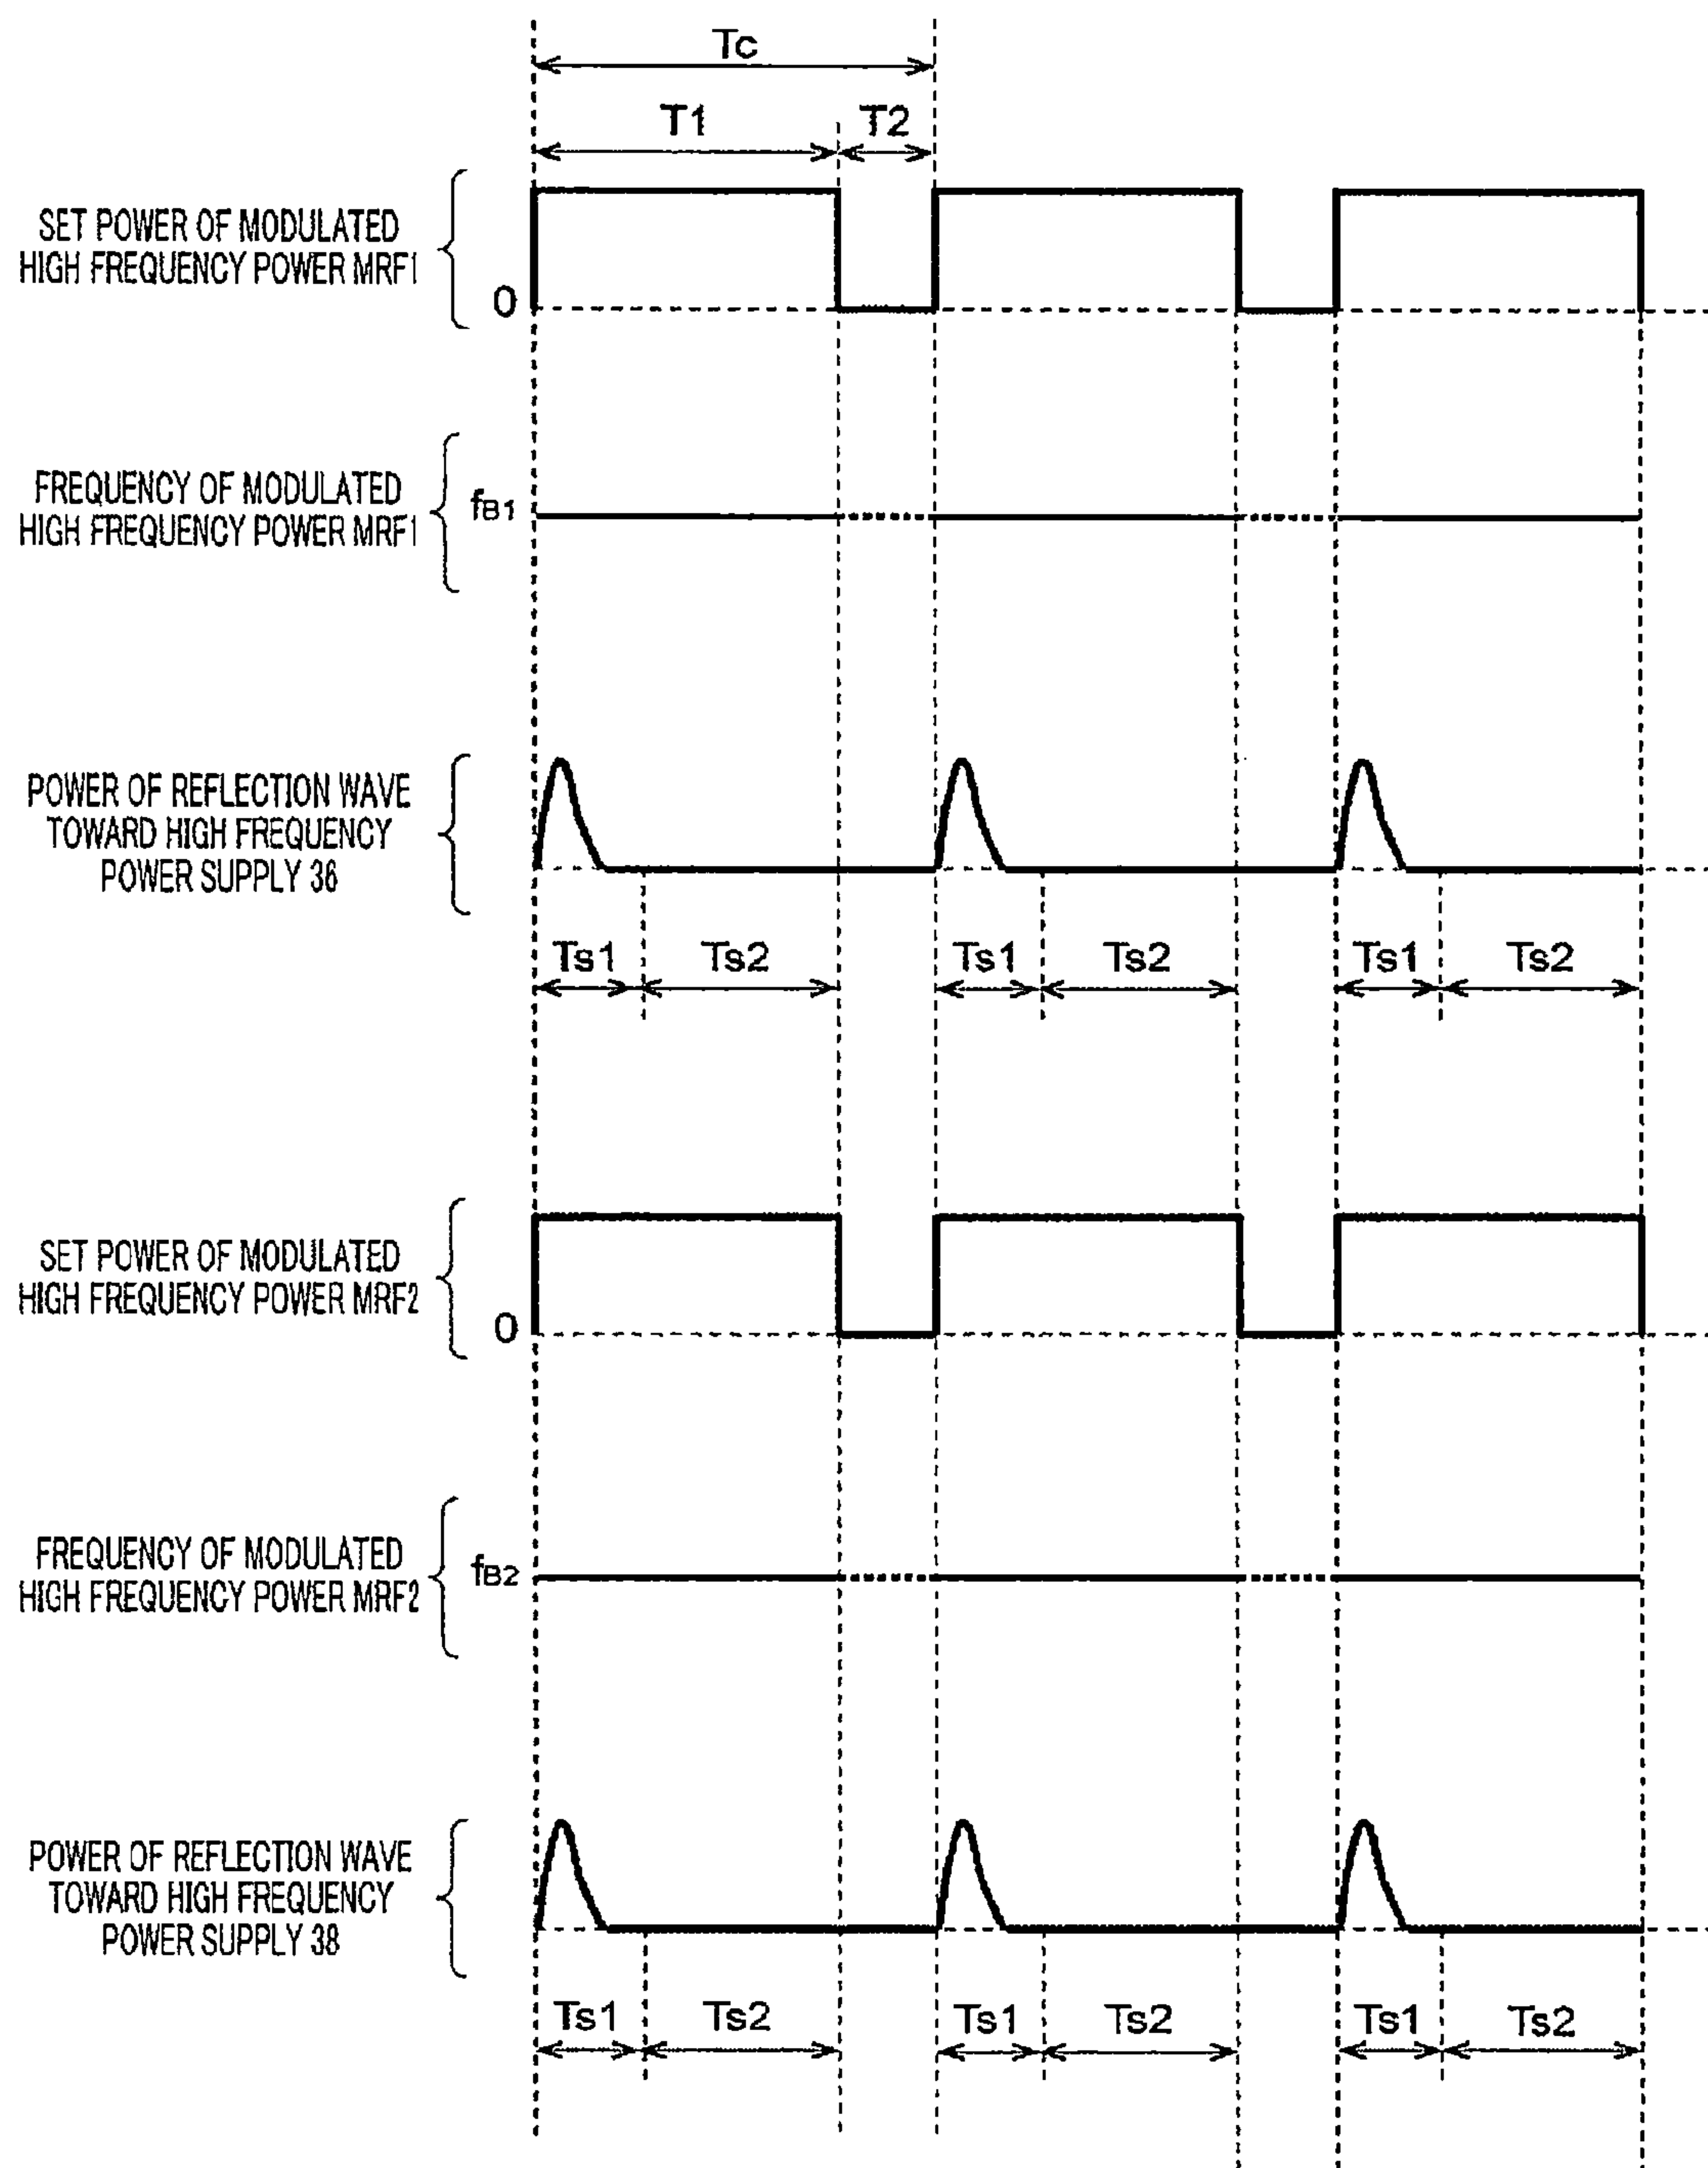 Tc
T1 T2
SET POWER OF MODULATED
HIGH FREQUENCY POWER MRF1
0
FREQUENCY OF MODULATED
HIGH FREQUENCY POWER MRF1
fB1
POWER OF REFLECTION WAVE
TOWARD HIGH FREQUENCY
POWER SUPPLY 36
Ts1 Ts2 Ts1 Ts2 Ts1 Ts2
SET POWER OF MODULATED
HIGH FREQUENCY POWER MRF2
0
FREQUENCY OF MODULATED
HIGH FREQUENCY POWER MRF2
fB2
POWER OF REFLECTION WAVE
TOWARD HIGH FREQUENCY
POWER SUPPLY 38
Ts1 Ts2 Ts1 Ts2 Ts1 Ts2